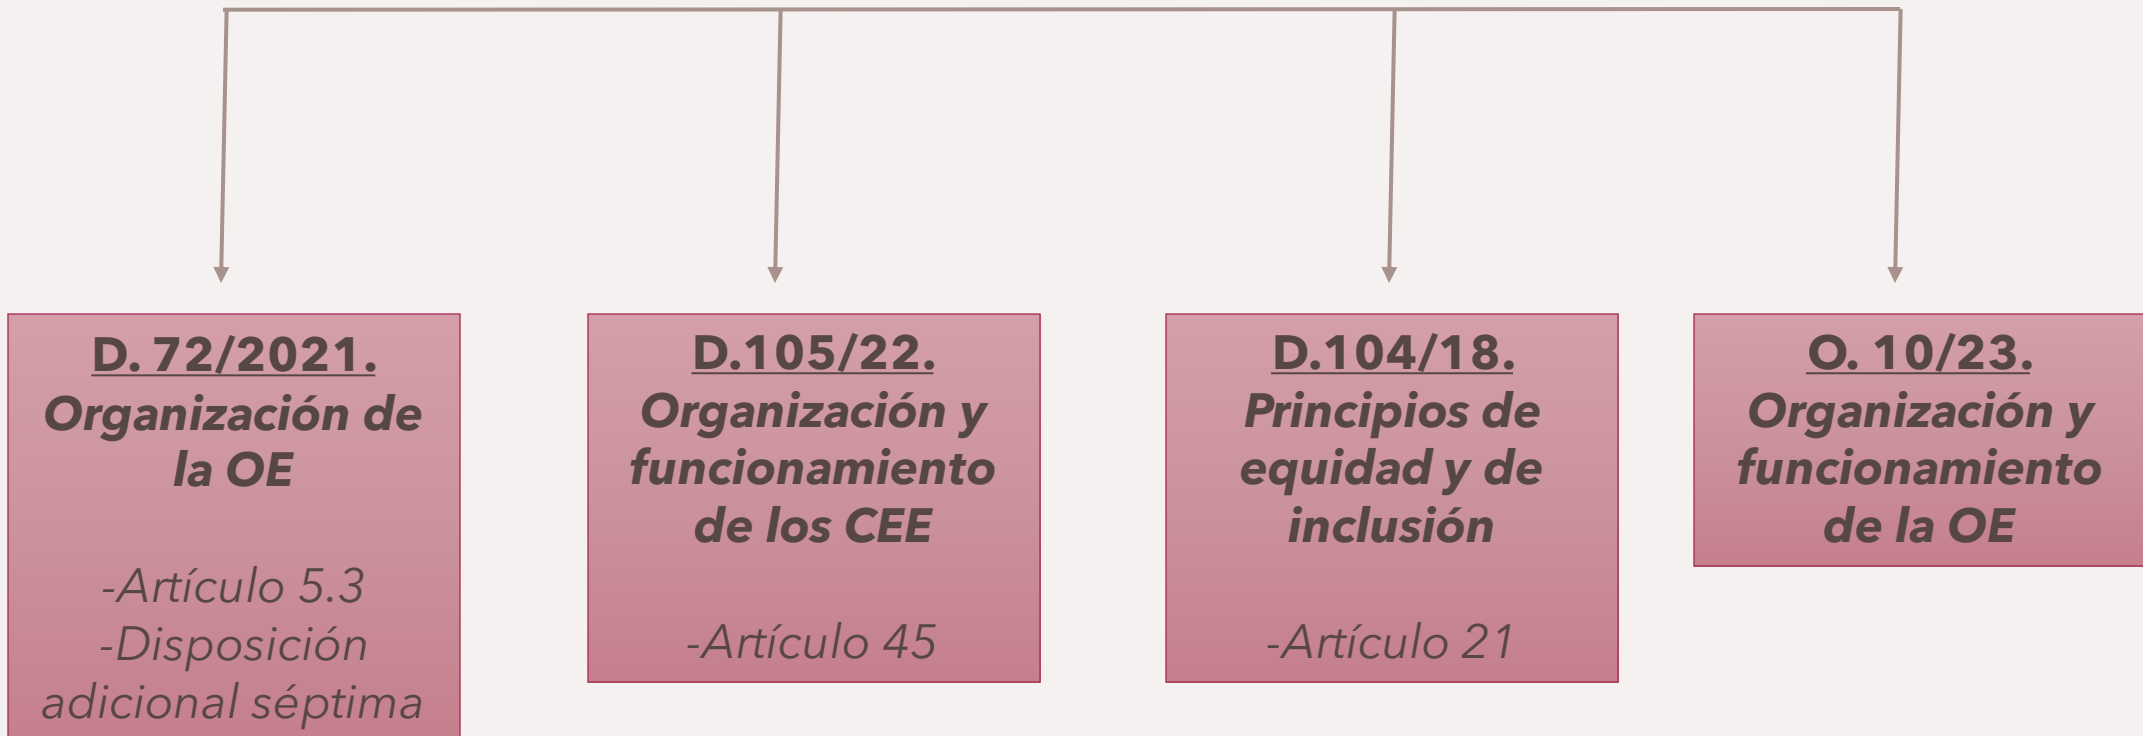 D. 72/2021.
Organización de
la OE
-Artículo 5.3
-Disposición
adicional séptima
D.105/22.
Organización y
funcionamiento
de los CEE
-Artículo 45
D.104/18.
Principios de
equidad y de
inclusión
-Artículo 21
O. 10/23.
Organización y
funcionamiento
de la OE